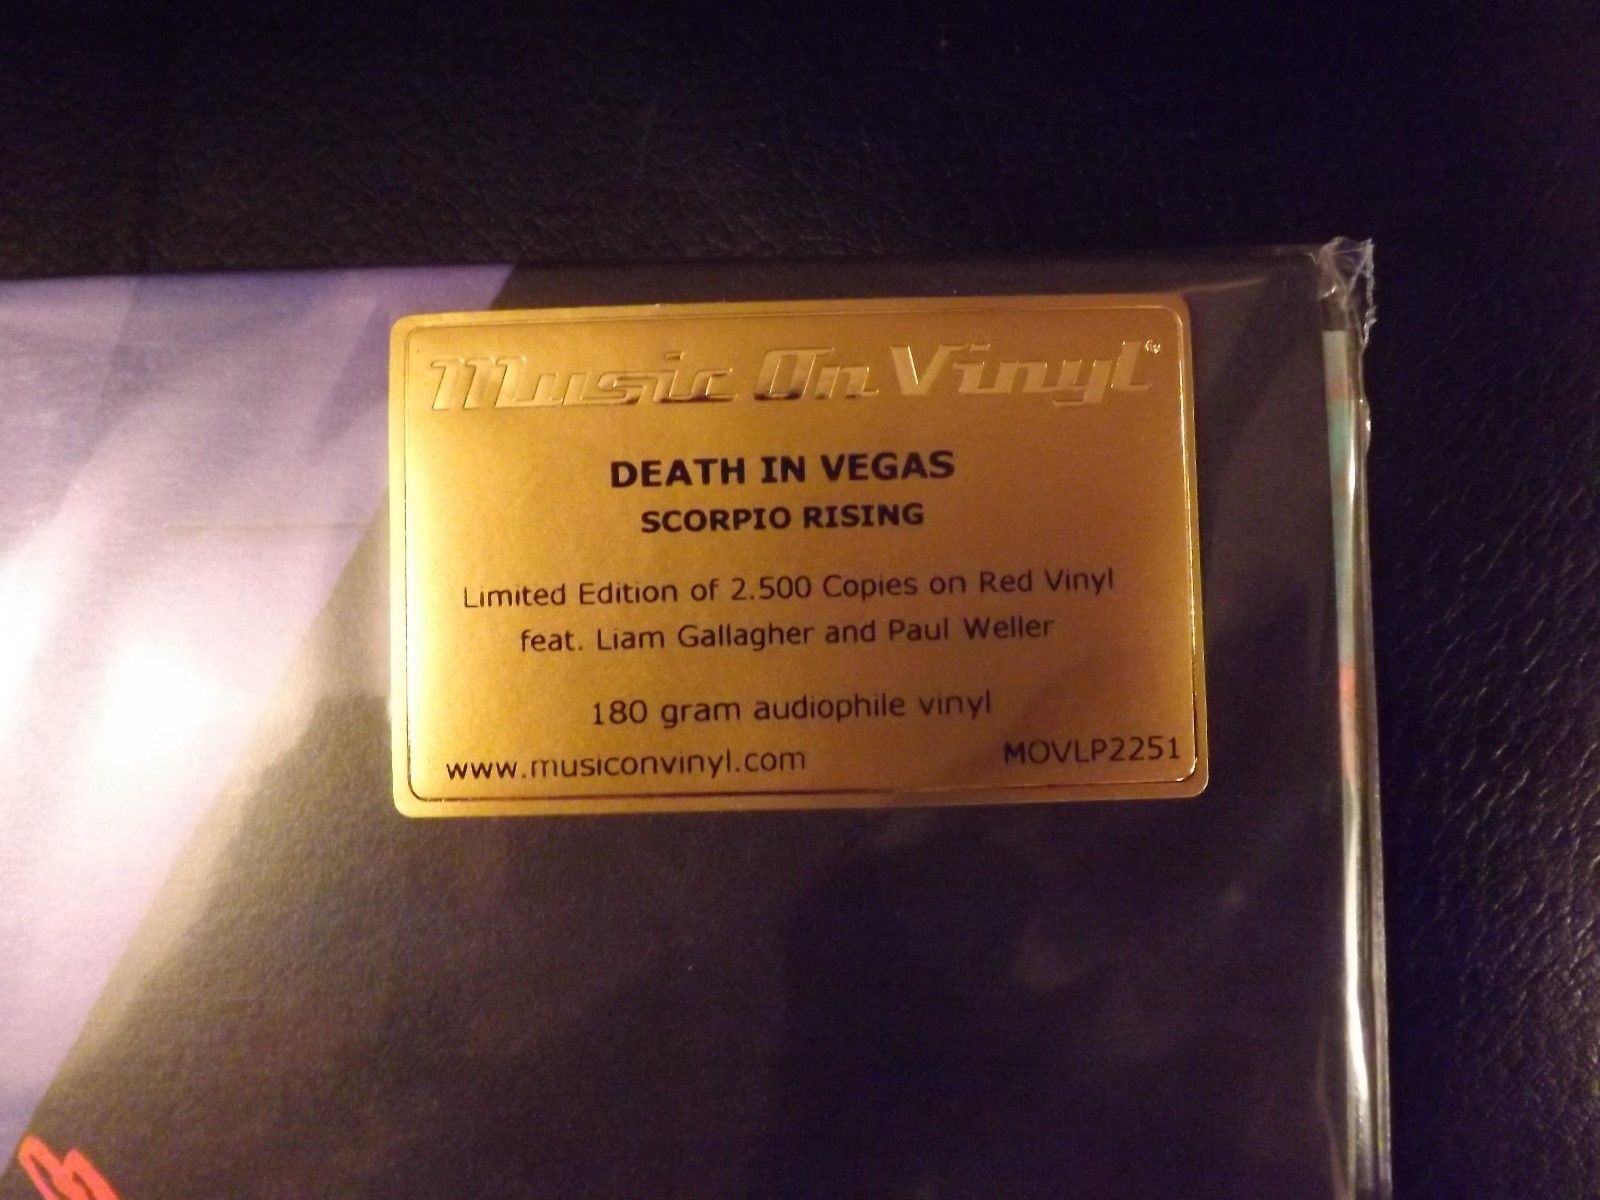 Music On Vinyl
DEATH IN VEGAS
SCORPIO RISING
Limited Edition of 2.500 Copies on Red Vinyl
feat. Liam Gallagher and Paul Weller
180 gram audiophile vinyl
www.musiconvinyl.com MOVLP2251